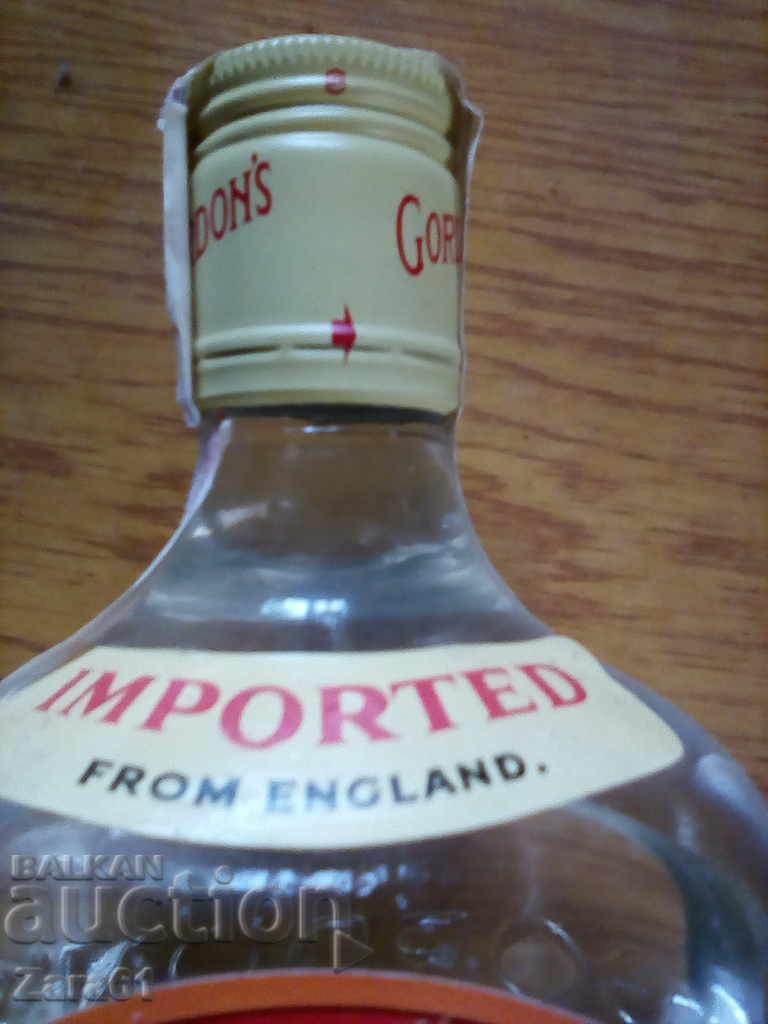 DON'S
GOR
IMPORTED
FROM ENGLAND.
BALKAN
auction
Zara61